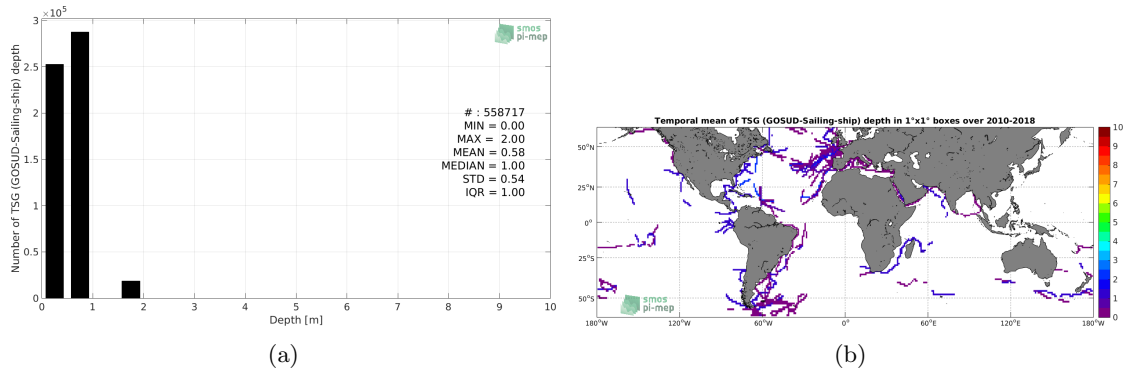 ×10⁵
3
2.5
2
1.5
1
0.5
0
0 1 2 3 4 5 6 7 8 9 10
Number of TSG (GOSUD-Sailing-ship) depth
Depth [m]
smos
pi-mep
# : 558717
MIN = 0.00
MAX = 2.00
MEAN = 0.58
MEDIAN = 1.00
STD = 0.54
IQR = 1.00
(a)
Temporal mean of TSG (GOSUD-Sailing-ship) depth in 1°x1° boxes over 2010-2018
50°N
25°N
0°
25°S
50°S
180°W 120°W 60°W 0° 60°E 120°E 180°W
smos
pi-mep
10
9
8
7
6
5
4
3
2
1
0
(b)